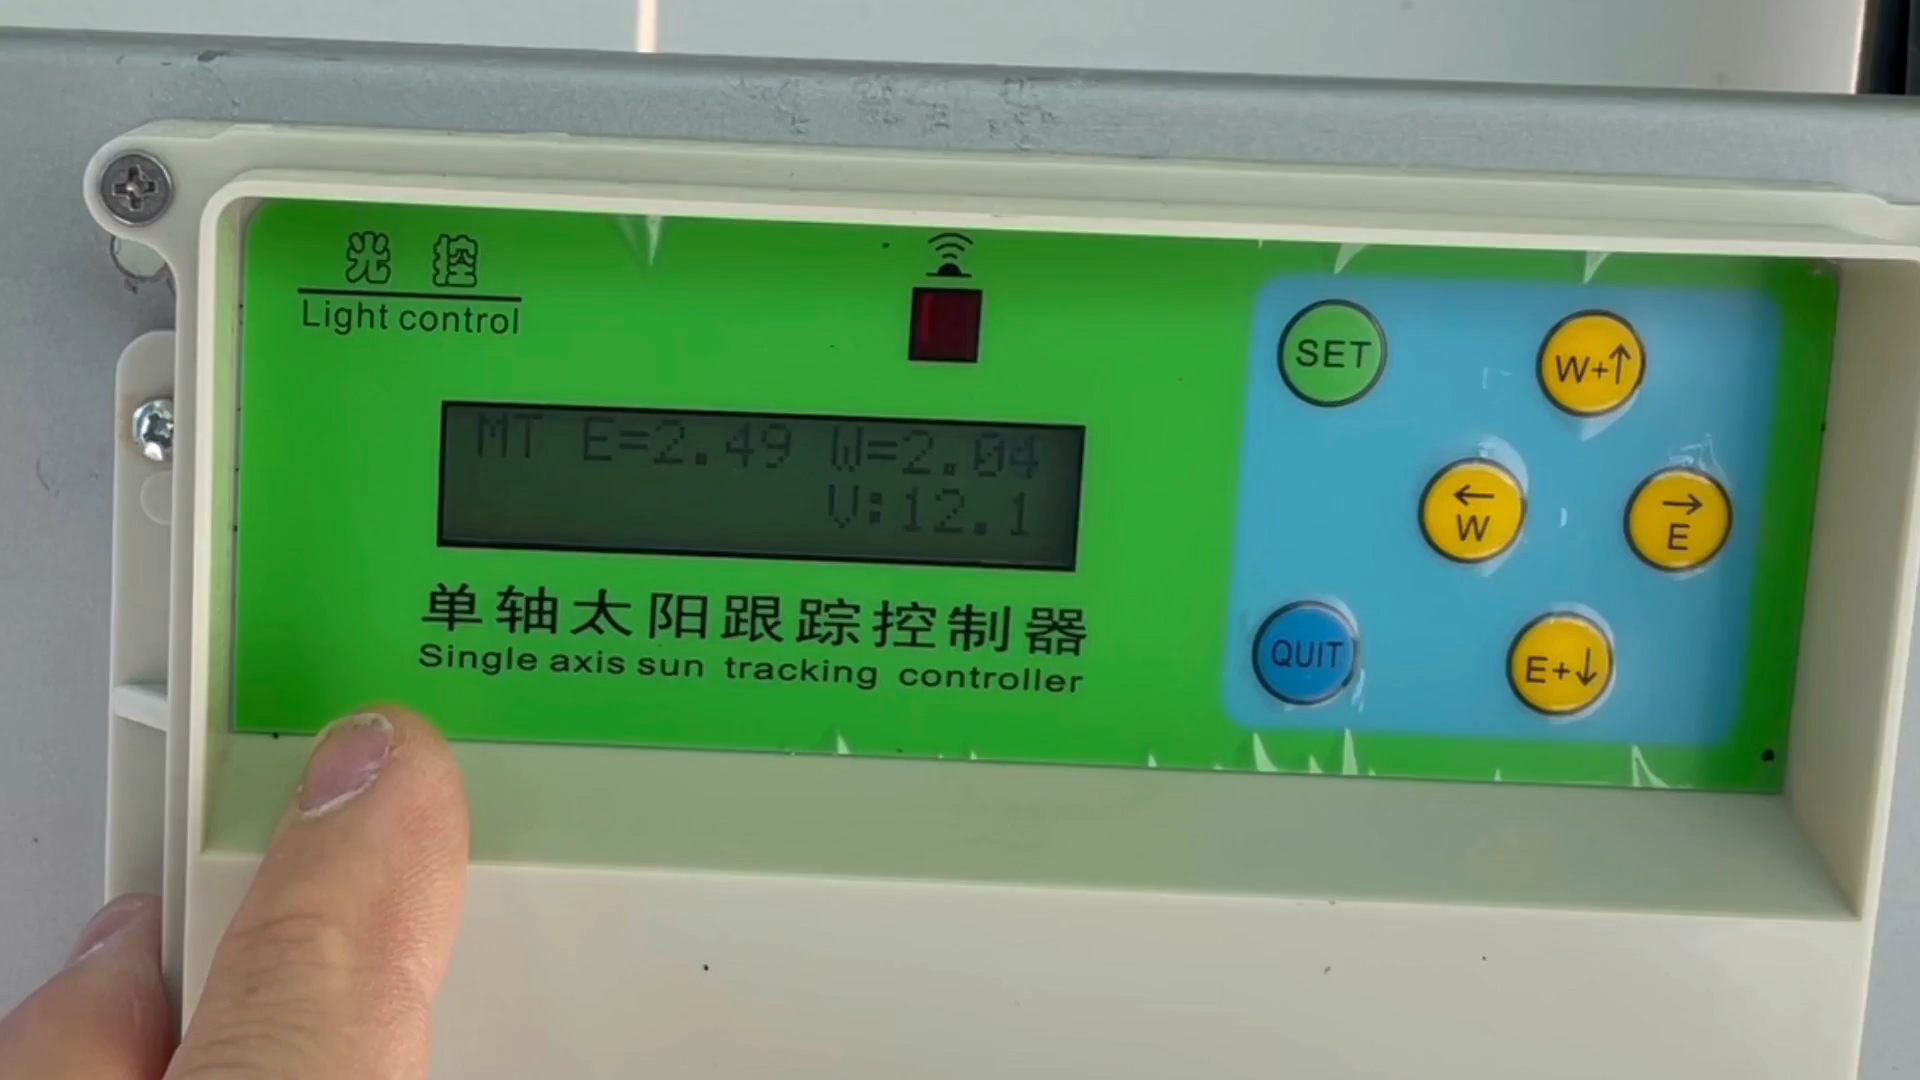 光 控
Light control
MT E=2.49 W=2.04
V:12.1
单轴太阳跟踪控制器
Single axis sun tracking controller
SET
W+↑
←
W
→
E
QUIT
E+↓